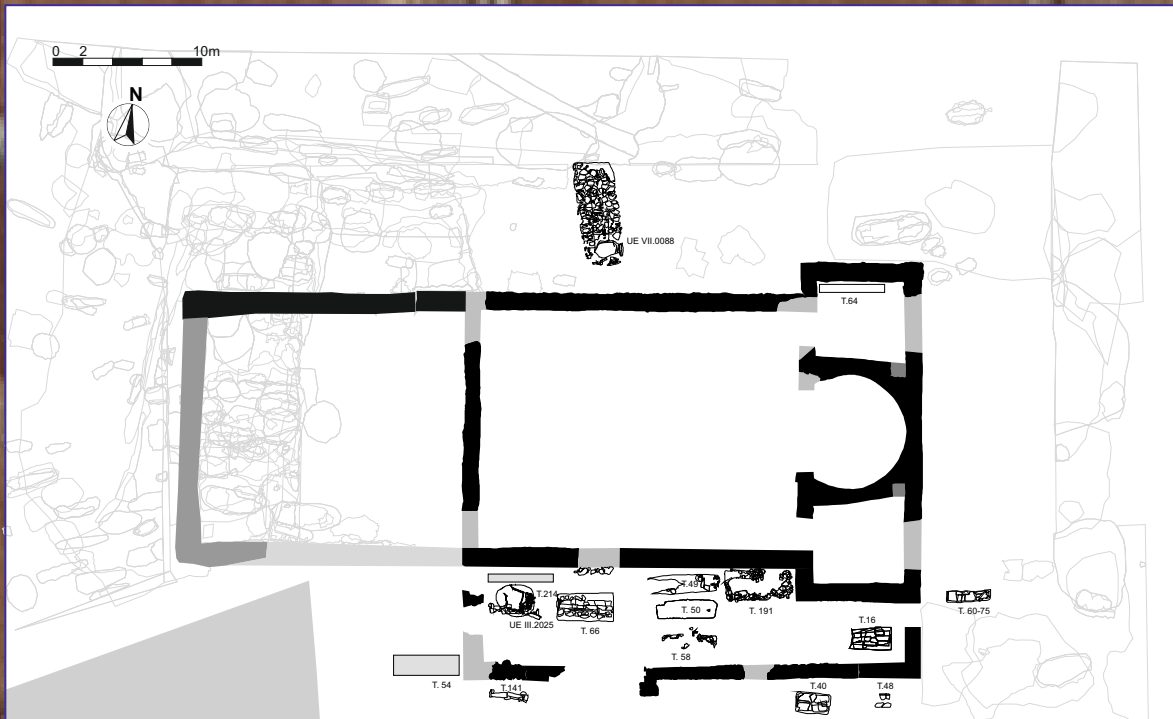 0 2 10m
N
UE VII.0088
T.64
T.49
T.214
T. 50
T. 191
T. 60-75
UE III.2025
T. 66
T.16
T. 58
T. 54
T.141
T.40
T.48